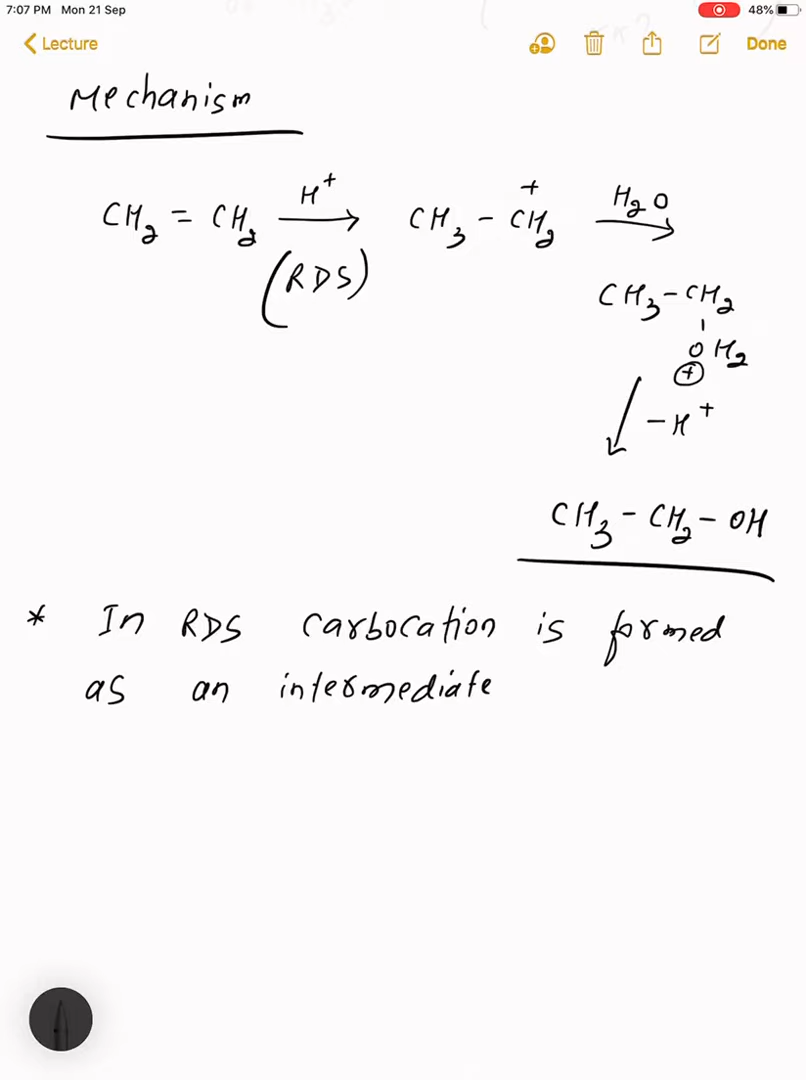 7:07 PM Mon 21 Sep
48%
Lecture
Done
Mechanism
CH₂ = CH₂ H⁺ → CH₃ - C⁺H₂ H₂O →
(RDS)
CH₃-CH₂
OH₂
⊕
-H⁺
CH₃ - CH₂ - OH
* In RDS carbocation is formed
as an intermediate